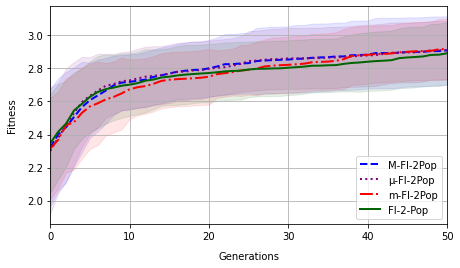 Fitness
3.0
2.8
2.6
2.4
2.2
2.0
0 10 20 30 40 50
Generations
M-FI-2Pop
μ-FI-2Pop
m-FI-2Pop
FI-2-Pop